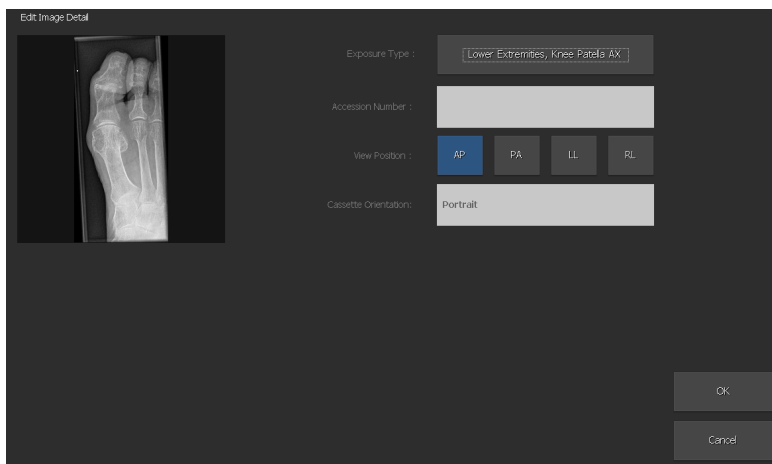 Edit Image Detail
Exposure Type :
Lower Extremities, Knee Patella AX
Accession Number :
View Position :
AP
PA
LL
RL
Cassette Orientation:
Portrait
OK
Cancel